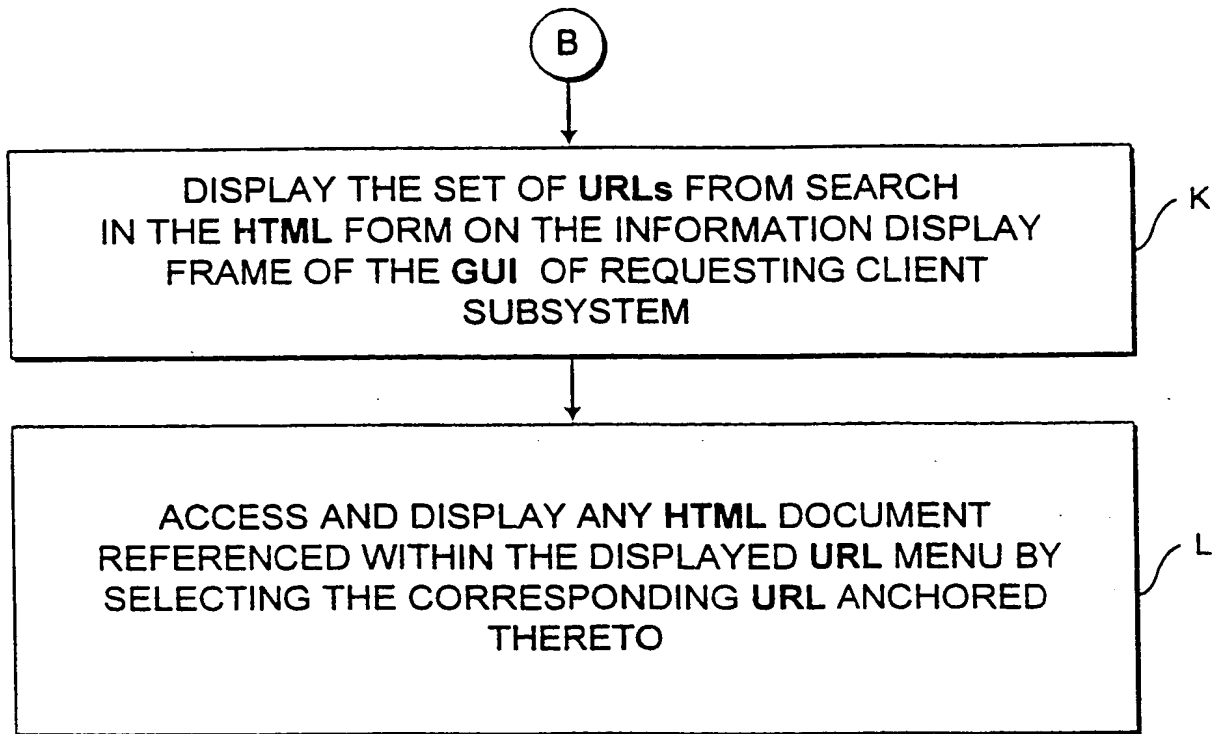 B
DISPLAY THE SET OF URLs FROM SEARCH
IN THE HTML FORM ON THE INFORMATION DISPLAY
FRAME OF THE GUI OF REQUESTING CLIENT
SUBSYSTEM
K
ACCESS AND DISPLAY ANY HTML DOCUMENT
REFERENCED WITHIN THE DISPLAYED URL MENU BY
SELECTING THE CORRESPONDING URL ANCHORED
THERETO
L